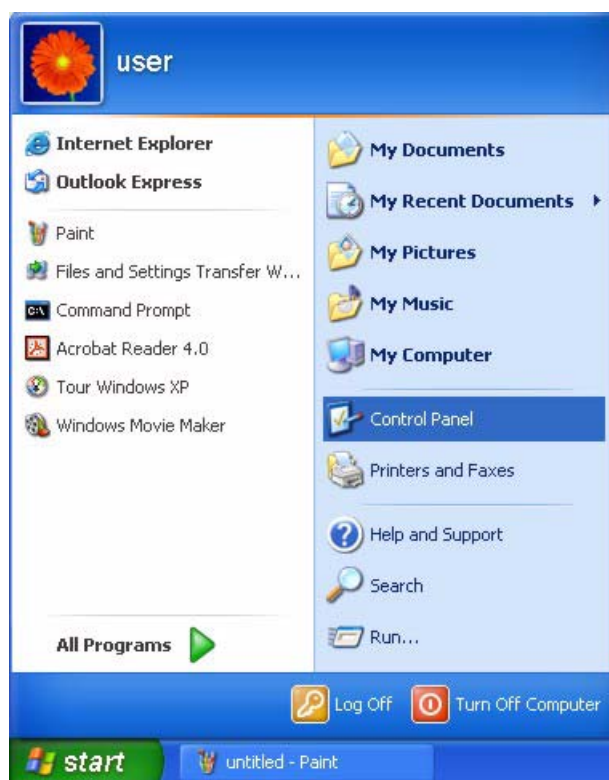 user
Internet Explorer
Outlook Express
Paint
Files and Settings Transfer W...
Command Prompt
Acrobat Reader 4.0
Tour Windows XP
Windows Movie Maker
All Programs
My Documents
My Recent Documents
My Pictures
My Music
My Computer
Control Panel
Printers and Faxes
Help and Support
Search
Run...
Log Off
Turn Off Computer
start
untitled - Paint